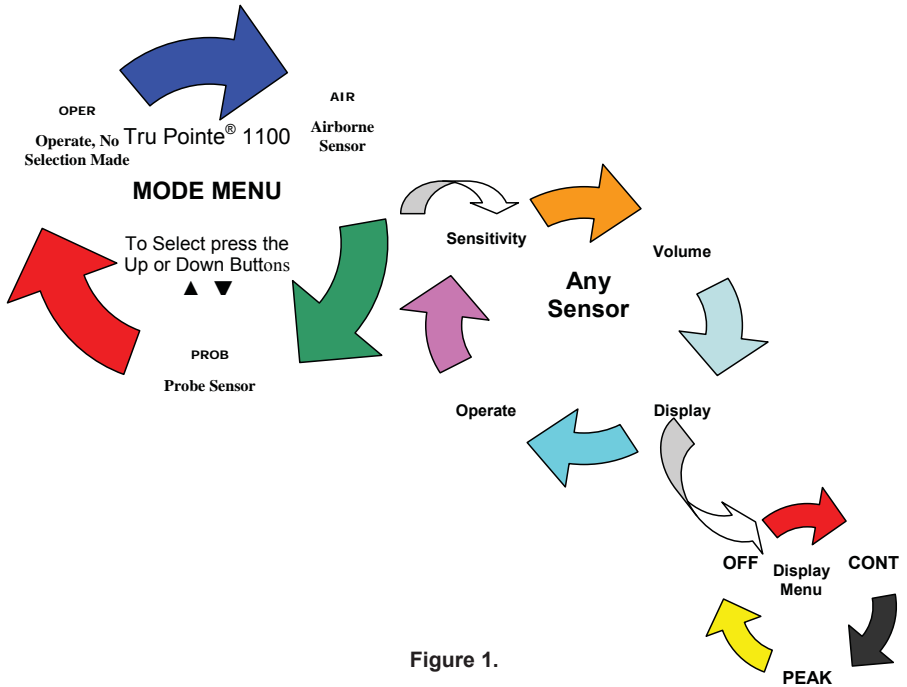 OPER
Operate, No
Selection Made
Tru Pointe® 1100
AIR
Airborne
Sensor
MODE MENU
To Select press the
Up or Down Buttons
▲ ▼
PROB
Probe Sensor
Sensitivity
Volume
Any
Sensor
Operate
Display
OFF
Display
Menu
CONT
PEAK
Figure 1.